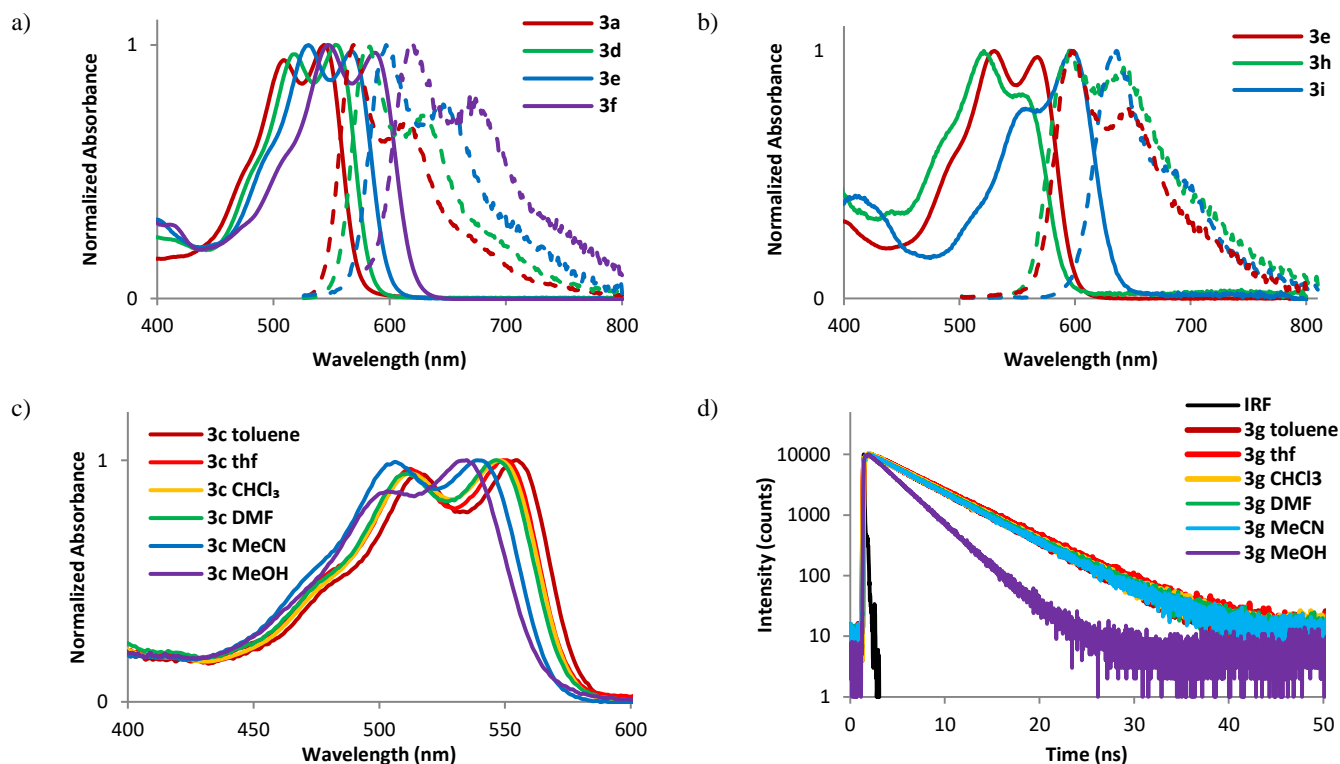 a)
3a
3d
3e
3f
1
0
Normalized Absorbance
400 500 600 700 800
Wavelength (nm)
b)
3e
3h
3i
1
0
Normalized Absorbance
400 500 600 700 800
Wavelength (nm)
c)
3c toluene
3c thf
3c CHCl₃
3c DMF
3c MeCN
3c MeOH
1
0
Normalized Absorbance
400 450 500 550 600
Wavelength (nm)
d)
IRF
3g toluene
3g thf
3g CHCl3
3g DMF
3g MeCN
3g MeOH
10000
1000
100
10
1
Intensity (counts)
0 10 20 30 40 50
Time (ns)